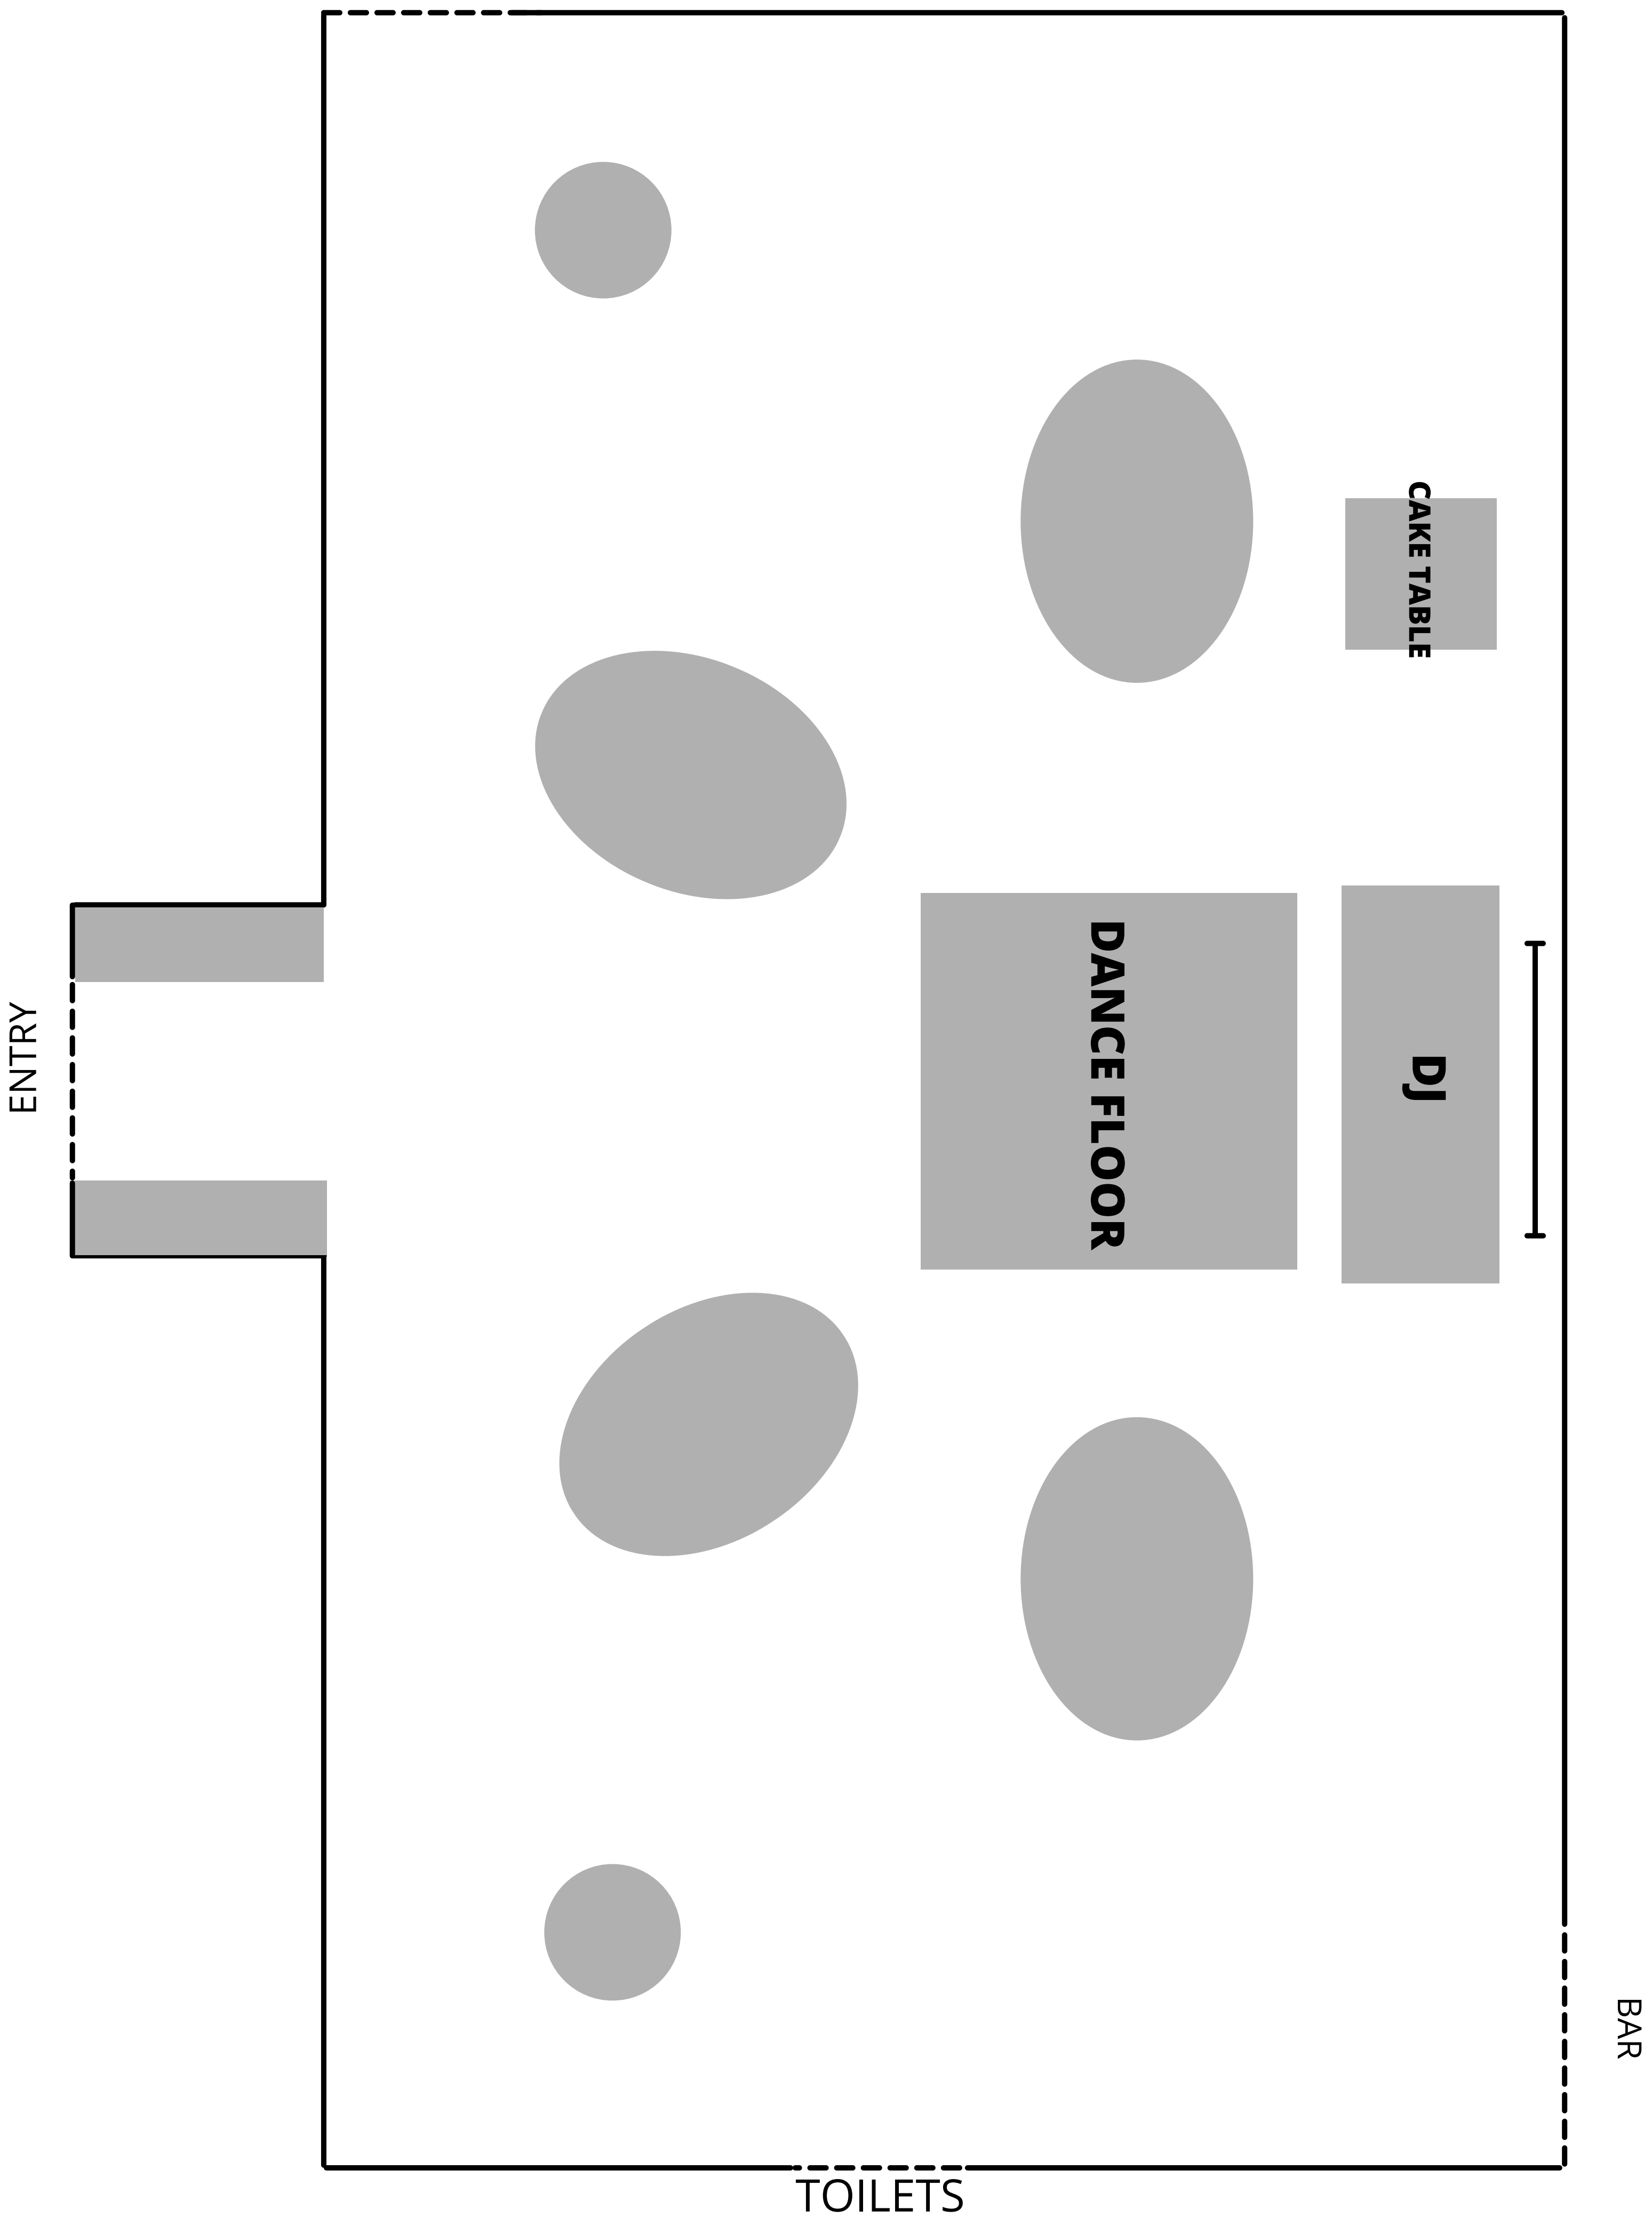 CAKE TABLE
ENTRY
DANCE FLOOR
DJ
BAR
TOILETS